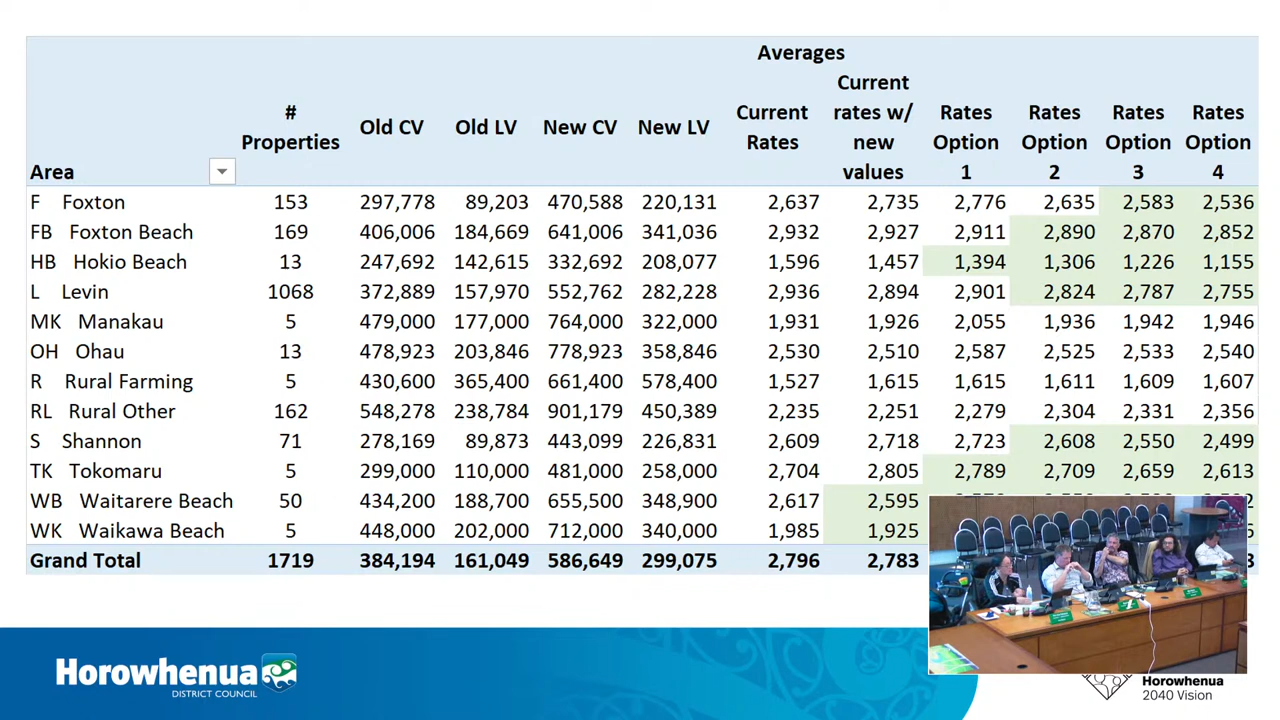 Averages
Area # Properties Old CV Old LV New CV New LV Current Rates Current rates w/ new values Rates Option 1 Rates Option 2 Rates Option 3 Rates Option 4
F Foxton 153 297,778 89,203 470,588 220,131 2,637 2,735 2,776 2,635 2,583 2,536
FB Foxton Beach 169 406,006 184,669 641,006 341,036 2,932 2,927 2,911 2,890 2,870 2,852
HB Hokio Beach 13 247,692 142,615 332,692 208,077 1,596 1,457 1,394 1,306 1,226 1,155
L Levin 1068 372,889 157,970 552,762 282,228 2,936 2,894 2,901 2,824 2,787 2,755
MK Manakau 5 479,000 177,000 764,000 322,000 1,931 1,926 2,055 1,936 1,942 1,946
OH Ohau 13 478,923 203,846 778,923 358,846 2,530 2,510 2,587 2,525 2,533 2,540
R Rural Farming 5 430,600 365,400 661,400 578,400 1,527 1,615 1,615 1,611 1,609 1,607
RL Rural Other 162 548,278 238,784 901,179 450,389 2,235 2,251 2,279 2,304 2,331 2,356
S Shannon 71 278,169 89,873 443,099 226,831 2,609 2,718 2,723 2,608 2,550 2,499
TK Tokomaru 5 299,000 110,000 481,000 258,000 2,704 2,805 2,789 2,709 2,659 2,613
WB Waitarere Beach 50 434,200 188,700 655,500 348,900 2,617 2,595
WK Waikawa Beach 5 448,000 202,000 712,000 340,000 1,985 1,925
Grand Total 1719 384,194 161,049 586,649 299,075 2,796 2,783
Horowhenua
DISTRICT COUNCIL
Horowhenua
2040 Vision